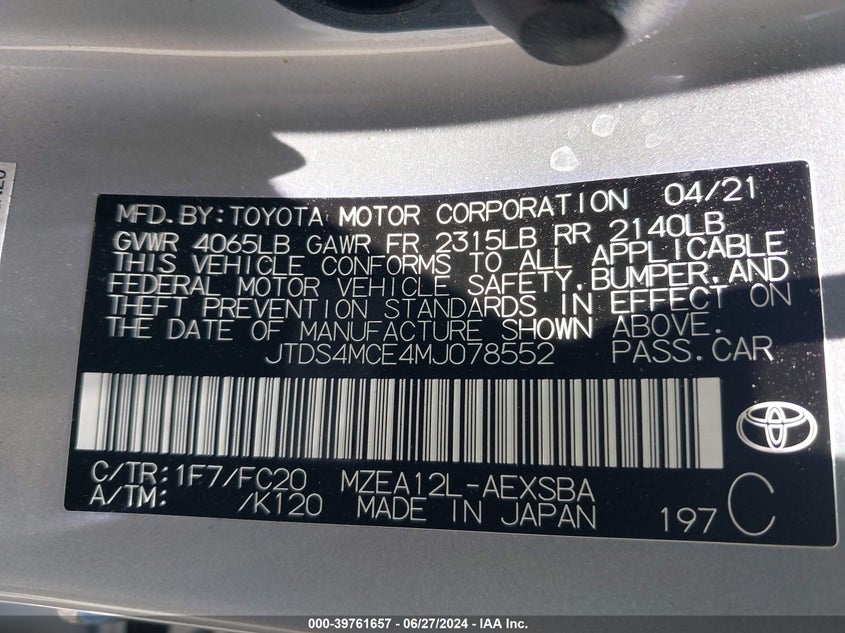 MFD.BY:TOYOTA MOTOR CORPORATION 04/21
GVWR 4065LB GAWR FR 2315LB RR 2140LB
THIS VEHICLE CONFORMS TO ALL APPLICABLE
FEDERAL MOTOR VEHICLE SAFETY,BUMPER,AND
THEFT PREVENTION STANDARDS IN EFFECT ON
THE DATE OF MANUFACTURE SHOWN ABOVE.
JTDS4MCE4MJ078552 PASS.CAR
C/TR:1F7/FC20 MZEA12L-AEXSBA
A/TM: /K120 MADE IN JAPAN 197 C
000-39761657 - 06/27/2024 - IAA Inc.